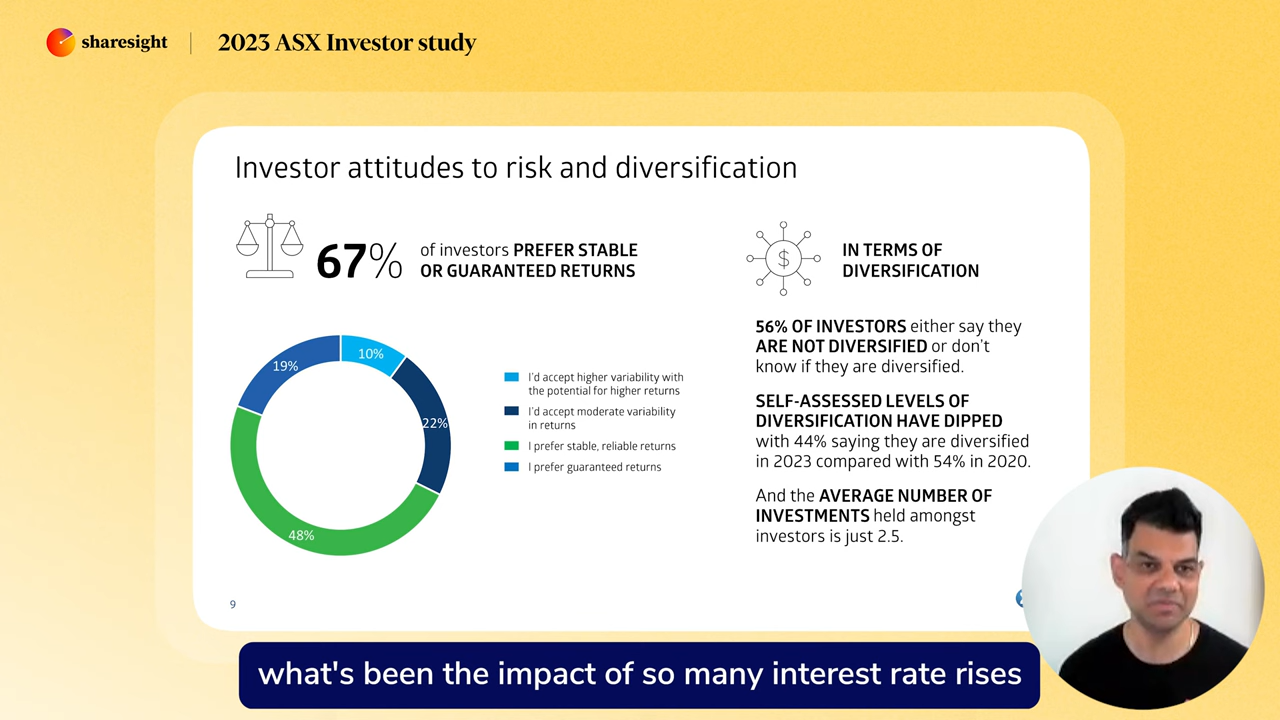 sharesight
2023 ASX Investor study
Investor attitudes to risk and diversification
67%
of investors PREFER STABLE
OR GUARANTEED RETURNS
10%
22%
48%
19%
I'd accept higher variability with
the potential for higher returns
I'd accept moderate variability
in returns
I prefer stable, reliable returns
I prefer guaranteed returns
$
IN TERMS OF
DIVERSIFICATION
56% OF INVESTORS either say they
ARE NOT DIVERSIFIED or don't
know if they are diversified.
SELF-ASSESSED LEVELS OF
DIVERSIFICATION HAVE DIPPED
with 44% saying they are diversified
in 2023 compared with 54% in 2020.
And the AVERAGE NUMBER OF
INVESTMENTS held amongst
investors is just 2.5.
9
what's been the impact of so many interest rate rises